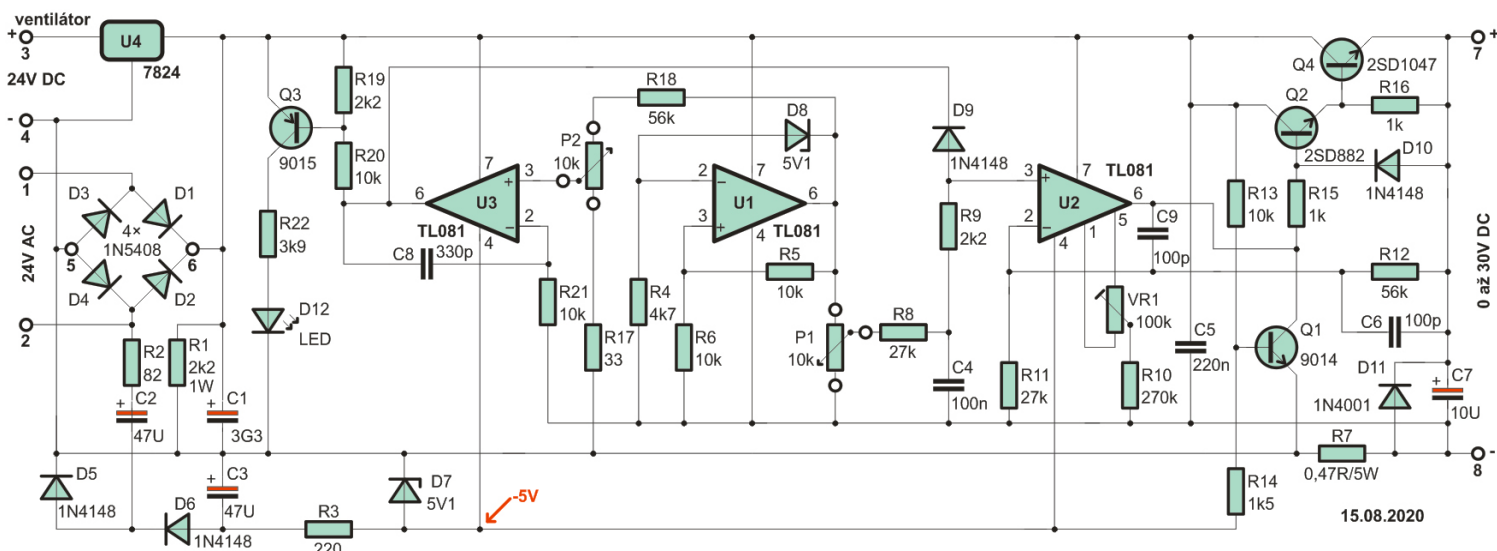 ventilátor
+
3
U4
7824
24V DC
-
4
1
24V AC
2
D3
D1
4×
1N5408
5
6
D4
D2
R2
82
R1
2k2
1W
C2
+
47U
C1
+
3G3
C3
+
47U
D5
1N4148
D6
1N4148
R3
220
D7
5V1
-5V
Q3
9015
R19
2k2
R20
10k
R22
3k9
D12
LED
U3
TL081
7
3
+
6
2
−
4
C8
330p
R21
10k
P2
10k
R18
56k
R17
33
D8
5V1
U1
TL081
7
2
−
6
3
+
4
R4
4k7
R5
10k
R6
10k
P1
10k
R8
27k
D9
1N4148
R9
2k2
C4
100n
U2
TL081
7
3
+
6
2
−
5
4
1
C9
100p
VR1
100k
R11
27k
R10
270k
C5
220n
Q4
2SD1047
Q2
2SD882
R16
1k
D10
1N4148
R13
10k
R15
1k
R12
56k
C6
100p
Q1
9014
D11
1N4001
C7
+
10U
R7
0,47R/5W
R14
1k5
+
7
0 až 30V DC
-
8
15.08.2020